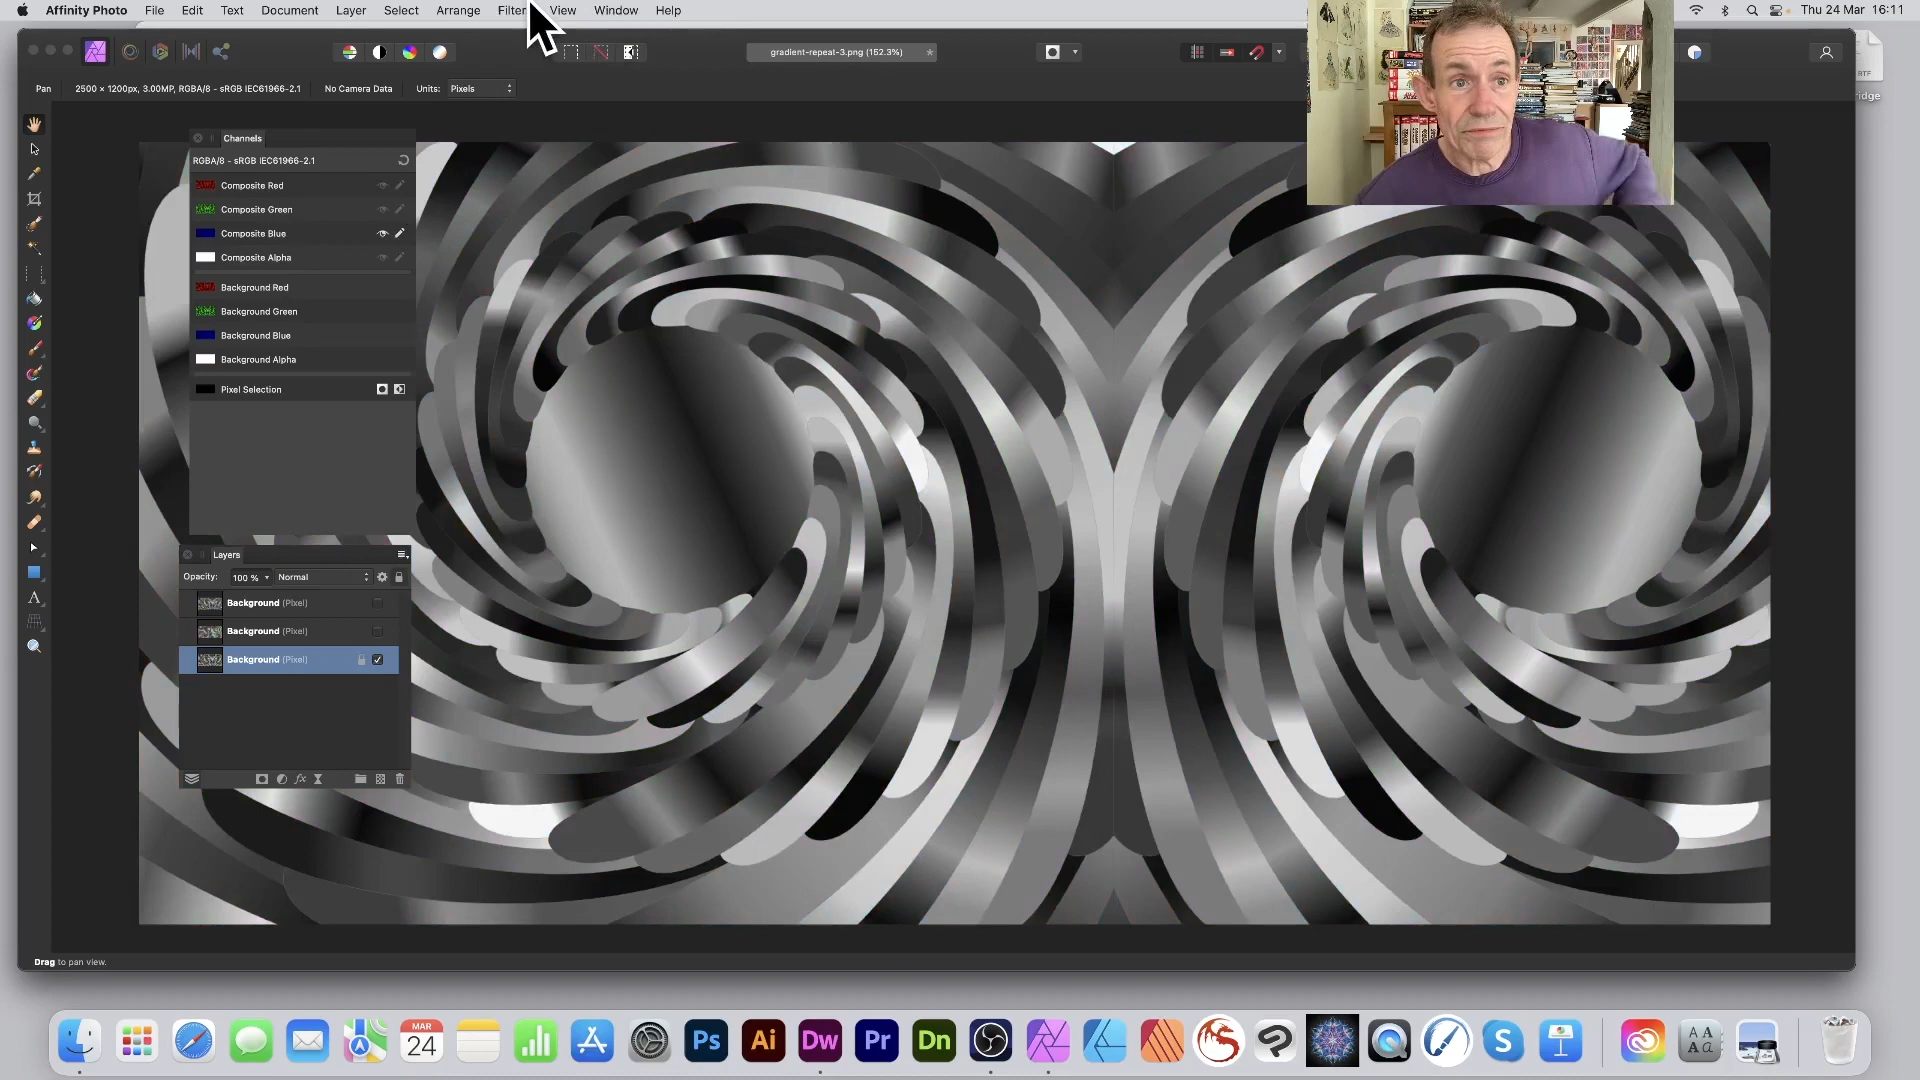 Affinity Photo File Edit Text Document Layer Select Arrange Filter View Window Help Thu 24 Mar 16:11
gradient-repeat-3.png (152.3%)
Pan 2500 × 1200px, 3.00MP, RGBA/8 - sRGB IEC61966-2.1 No Camera Data Units: Pixels
Channels
RGBA/8 - sRGB IEC61966-2.1
Composite Red
Composite Green
Composite Blue
Composite Alpha
Background Red
Background Green
Background Blue
Background Alpha
Pixel Selection
Layers
Opacity: 100 % Normal
Background (Pixel)
Background (Pixel)
Background (Pixel)
Drag to pan view.
MAR
24
Ps Ai Dw Pr Dn